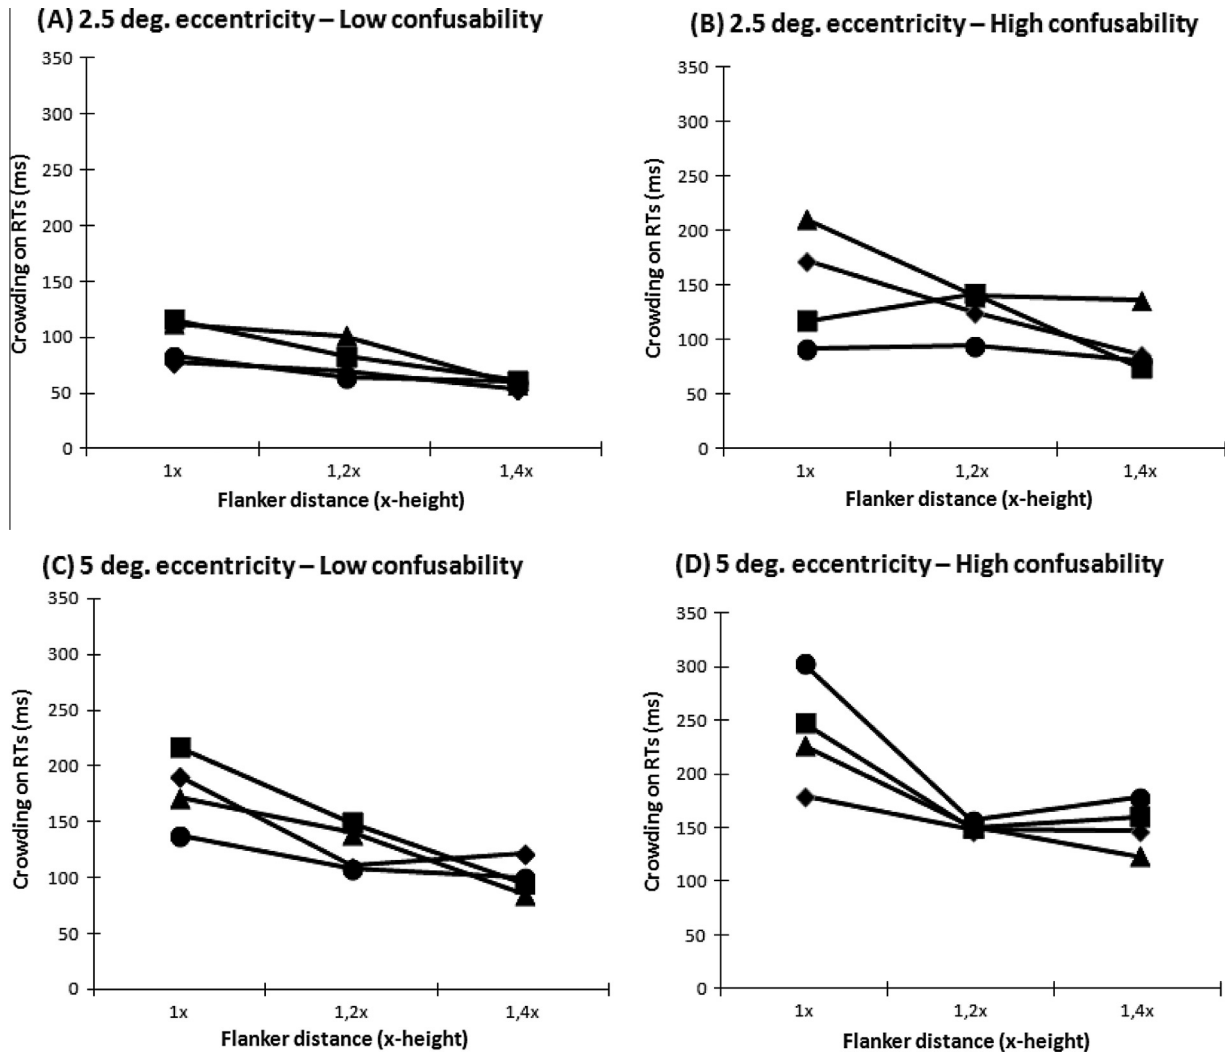 (A) 2.5 deg. eccentricity – Low confusability
350
300
250
200
150
100
50
0
Crowding on RTs (ms)
1x 1,2x 1,4x
Flanker distance (x-height)
(B) 2.5 deg. eccentricity – High confusability
350
300
250
200
150
100
50
0
Crowding on RTs (ms)
1x 1,2x 1,4x
Flanker distance (x-height)
(C) 5 deg. eccentricity – Low confusability
350
300
250
200
150
100
50
0
Crowding on RTs (ms)
1x 1,2x 1,4x
Flanker distance (x-height)
(D) 5 deg. eccentricity – High confusability
350
300
250
200
150
100
50
0
Crowding on RTs (ms)
1x 1,2x 1,4x
Flanker distance (x-height)